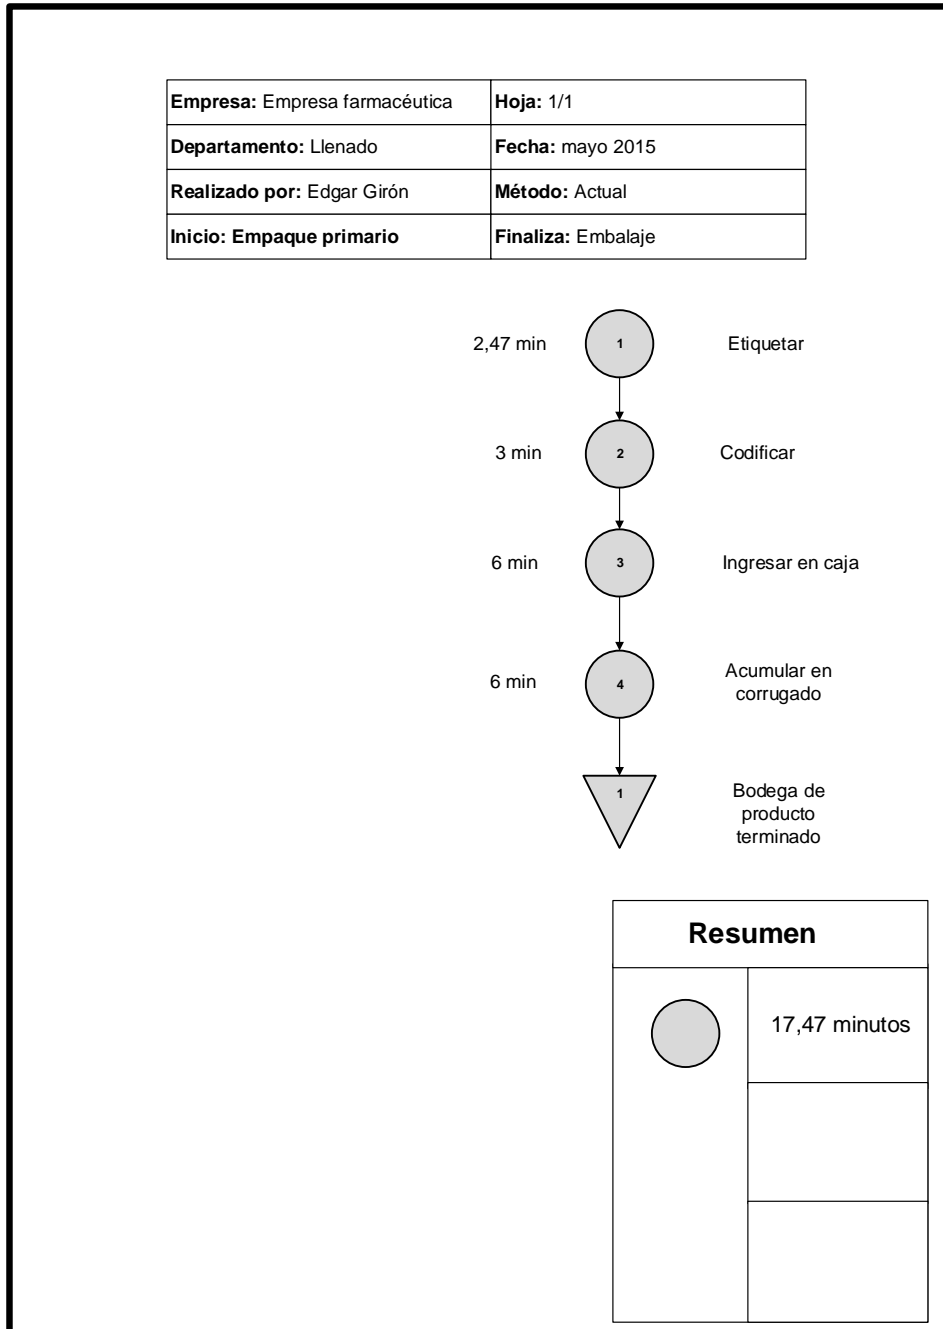 Empresa: Empresa farmacéutica
Hoja: 1/1
Departamento: Llenado
Fecha: mayo 2015
Realizado por: Edgar Girón
Método: Actual
Inicio: Empaque primario
Finaliza: Embalaje
2,47 min
1
Etiquetar
3 min
2
Codificar
6 min
3
Ingresar en caja
6 min
4
Acumular en
corrugado
1
Bodega de
producto
terminado
Resumen
17,47 minutos